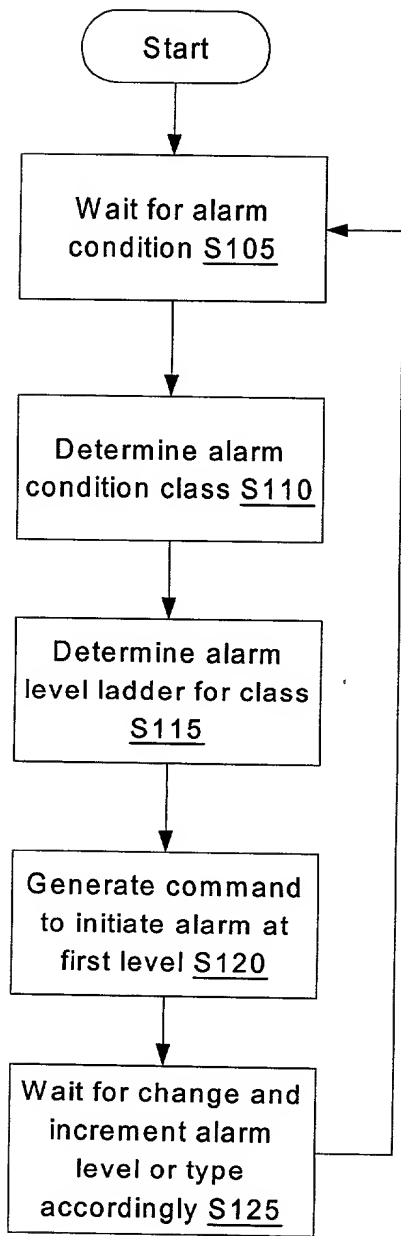 Start
Wait for alarm
condition S105
Determine alarm
condition class S110
Determine alarm
level ladder for class
S115
Generate command
to initiate alarm at
first level S120
Wait for change and
increment alarm
level or type
accordingly S125